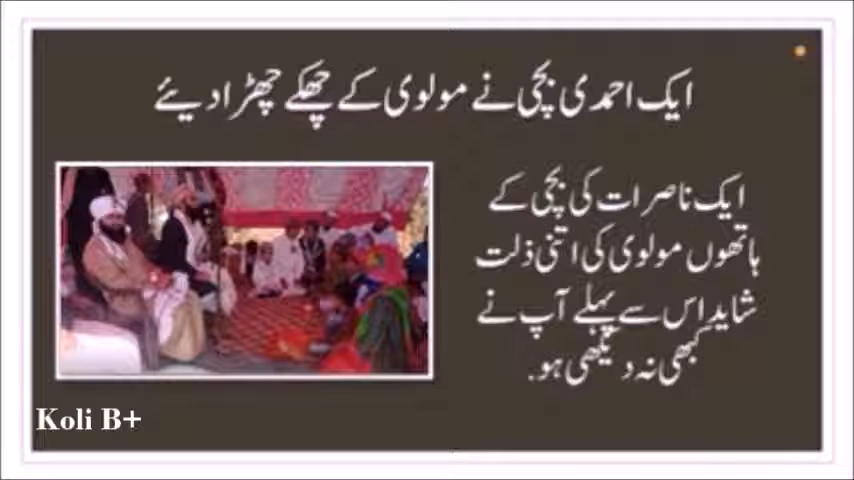 ایک احمدی بچی نے مولوی کے چھکے چھڑا دیئے
ایک ناصرات کی بچی کے
ہاتھوں مولوی کی اتنی ذلت
شاید اس سے پہلے آپ نے
کبھی نہ دیکھی ہو.
Koli B+